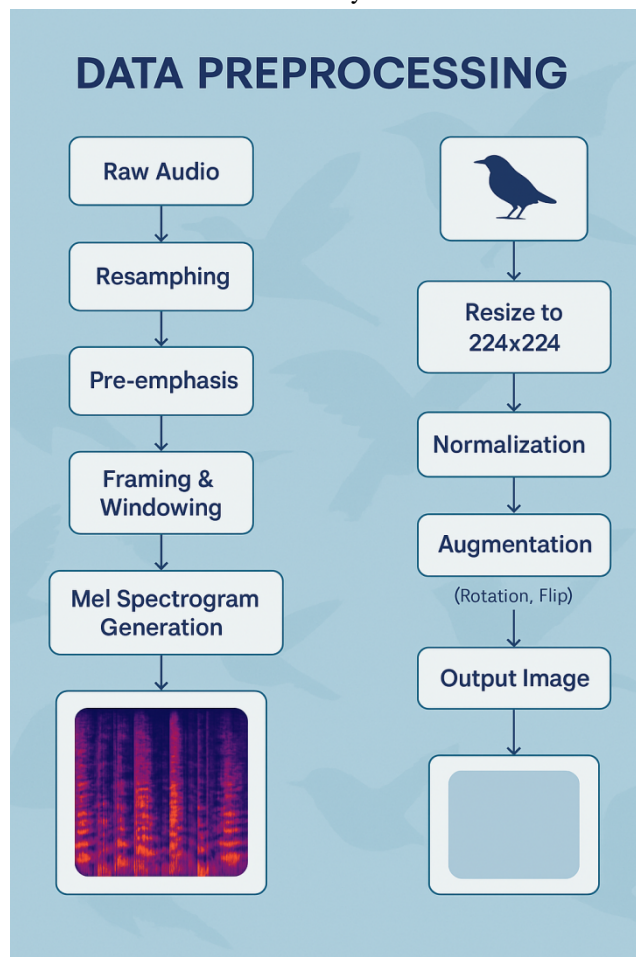 DATA PREPROCESSING
Raw Audio
Resamphing
Pre-emphasis
Framing &
Windowing
Mel Spectrogram
Generation
Resize to
224x224
Normalization
Augmentation
(Rotation, Flip)
Output Image